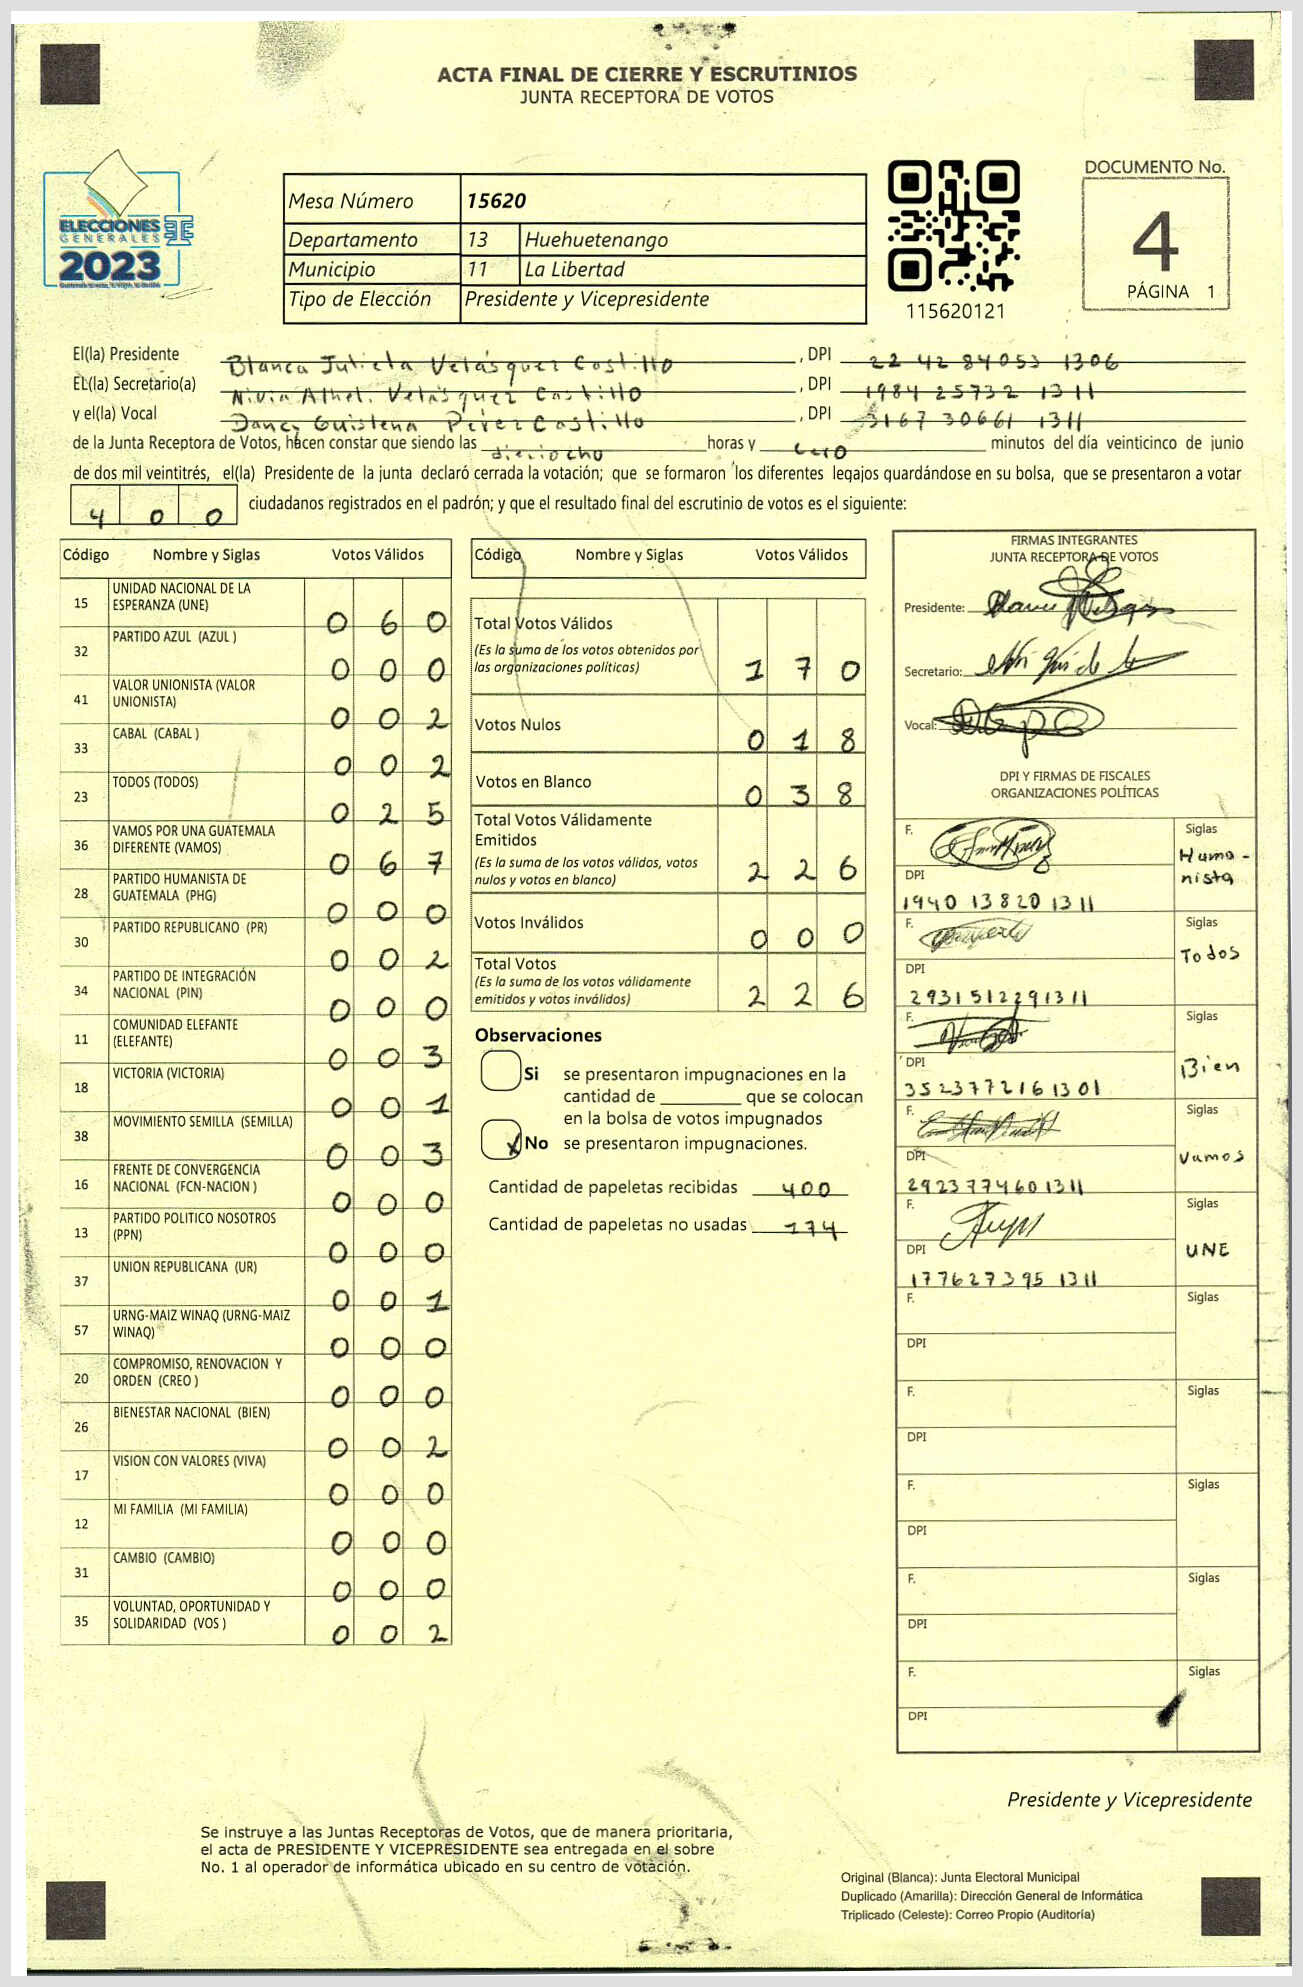 ACTA FINAL DE CIERRE Y ESCRUTINIOS
JUNTA RECEPTORA DE VOTOS
ELECCIONES
GENERALES
2023
Mesa Número 15620
Departamento 13 Huehuetenango
Municipio 11 La Libertad
Tipo de Elección Presidente y Vicepresidente
115620121
DOCUMENTO No.
4
PÁGINA 1
El(la) Presidente Blanca Julieta Velásquez Castillo, DPI 22 42 84053 1306
EL(la) Secretario(a) Velásquez Castillo, DPI 1984 25732 1311
y el(la) Vocal Pérez Castillo, DPI 3167 30661 1311
de la Junta Receptora de Votos, hacen constar que siendo las dieciocho horas y cero minutos del día veinticinco de junio
de dos mil veintitrés, el(la) Presidente de la junta declaró cerrada la votación; que se formaron los diferentes legajos guardándose en su bolsa, que se presentaron a votar
4 0 0 ciudadanos registrados en el padrón; y que el resultado final del escrutinio de votos es el siguiente:
Código Nombre y Siglas Votos Válidos
15 UNIDAD NACIONAL DE LA ESPERANZA (UNE) 0 6 0
32 PARTIDO AZUL (AZUL ) 0 0 0
41 VALOR UNIONISTA (VALOR UNIONISTA) 0 0 2
33 CABAL (CABAL ) 0 0 2
23 TODOS (TODOS) 0 2 5
36 VAMOS POR UNA GUATEMALA DIFERENTE (VAMOS) 0 6 7
28 PARTIDO HUMANISTA DE GUATEMALA (PHG) 0 0 0
30 PARTIDO REPUBLICANO (PR) 0 0 2
34 PARTIDO DE INTEGRACIÓN NACIONAL (PIN) 0 0 0
11 COMUNIDAD ELEFANTE (ELEFANTE) 0 0 3
18 VICTORIA (VICTORIA) 0 0 1
38 MOVIMIENTO SEMILLA (SEMILLA) 0 0 3
16 FRENTE DE CONVERGENCIA NACIONAL (FCN-NACION ) 0 0 0
13 PARTIDO POLITICO NOSOTROS (PPN) 0 0 0
37 UNION REPUBLICANA (UR) 0 0 1
57 URNG-MAIZ WINAQ (URNG-MAIZ WINAQ) 0 0 0
20 COMPROMISO, RENOVACION Y ORDEN (CREO ) 0 0 0
26 BIENESTAR NACIONAL (BIEN) 0 0 2
17 VISION CON VALORES (VIVA) 0 0 0
12 MI FAMILIA (MI FAMILIA) 0 0 0
31 CAMBIO (CAMBIO) 0 0 0
35 VOLUNTAD, OPORTUNIDAD Y SOLIDARIDAD (VOS ) 0 0 2
Código Nombre y Siglas Votos Válidos
Total Votos Válidos 1 7 0
(Es la suma de los votos obtenidos por
las organizaciones políticas)
Votos Nulos 0 1 8
Votos en Blanco 0 3 8
Total Votos Válidamente
Emitidos
(Es la suma de los votos válidos, votos
nulos y votos en blanco) 2 2 6
Votos Inválidos 0 0 0
Total Votos
(Es la suma de los votos válidamente
emitidos y votos inválidos) 2 2 6
Observaciones
Si se presentaron impugnaciones en la
cantidad de ________ que se colocan
en la bolsa de votos impugnados
x No se presentaron impugnaciones.
Cantidad de papeletas recibidas 400
Cantidad de papeletas no usadas 174
FIRMAS INTEGRANTES
JUNTA RECEPTORA DE VOTOS
Presidente:
Secretario:
Vocal:
DPI Y FIRMAS DE FISCALES
ORGANIZACIONES POLÍTICAS
F. Siglas
Huma-
nista
DPI
1940 13820 1311
F. Siglas
Todos
DPI
2931512291311
F. Siglas
Bien
DPI
3523772161301
F. Siglas
Vamos
DPI
2923774601311
F. Siglas
UNE
DPI
177627395 1311
F. Siglas
DPI
F. Siglas
DPI
F. Siglas
DPI
F. Siglas
DPI
F. Siglas
DPI
Presidente y Vicepresidente
Se instruye a las Juntas Receptoras de Votos, que de manera prioritaria,
el acta de PRESIDENTE Y VICEPRESIDENTE sea entregada en el sobre
No. 1 al operador de informática ubicado en su centro de votación.
Original (Blanca): Junta Electoral Municipal
Duplicado (Amarilla): Dirección General de Informática
Triplicado (Celeste): Correo Propio (Auditoría)